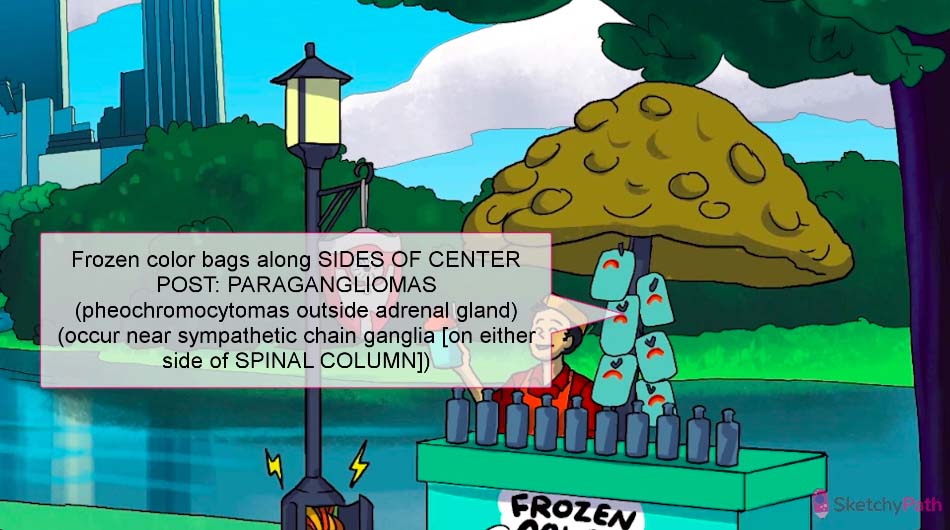 Frozen color bags along SIDES OF CENTER
POST: PARAGANGLIOMAS
(pheochromocytomas outside adrenal gland)
(occur near sympathetic chain ganglia [on either
side of SPINAL COLUMN])
FROZEN
SketchyPath